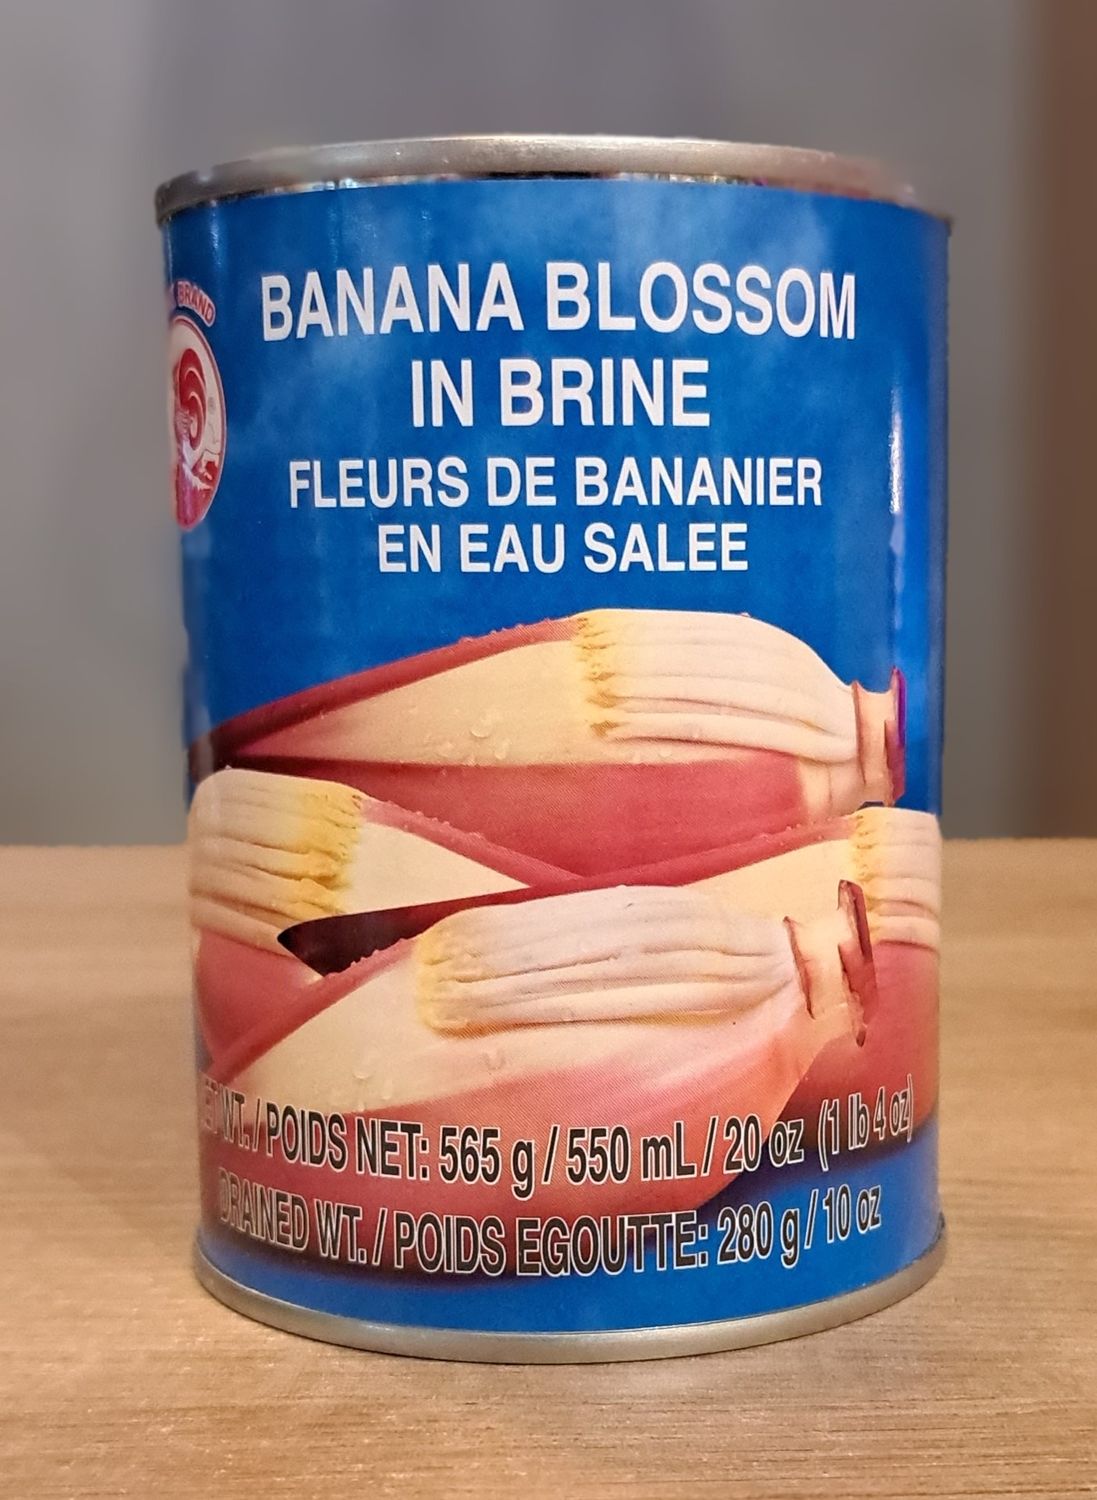 BRAND
BANANA BLOSSOM
IN BRINE
FLEURS DE BANANIER
EN EAU SALEE
WT. / POIDS NET: 565 g / 550 mL / 20 oz (1 lb 4 oz)
DRAINED WT. / POIDS EGOUTTE: 280 g / 10 oz